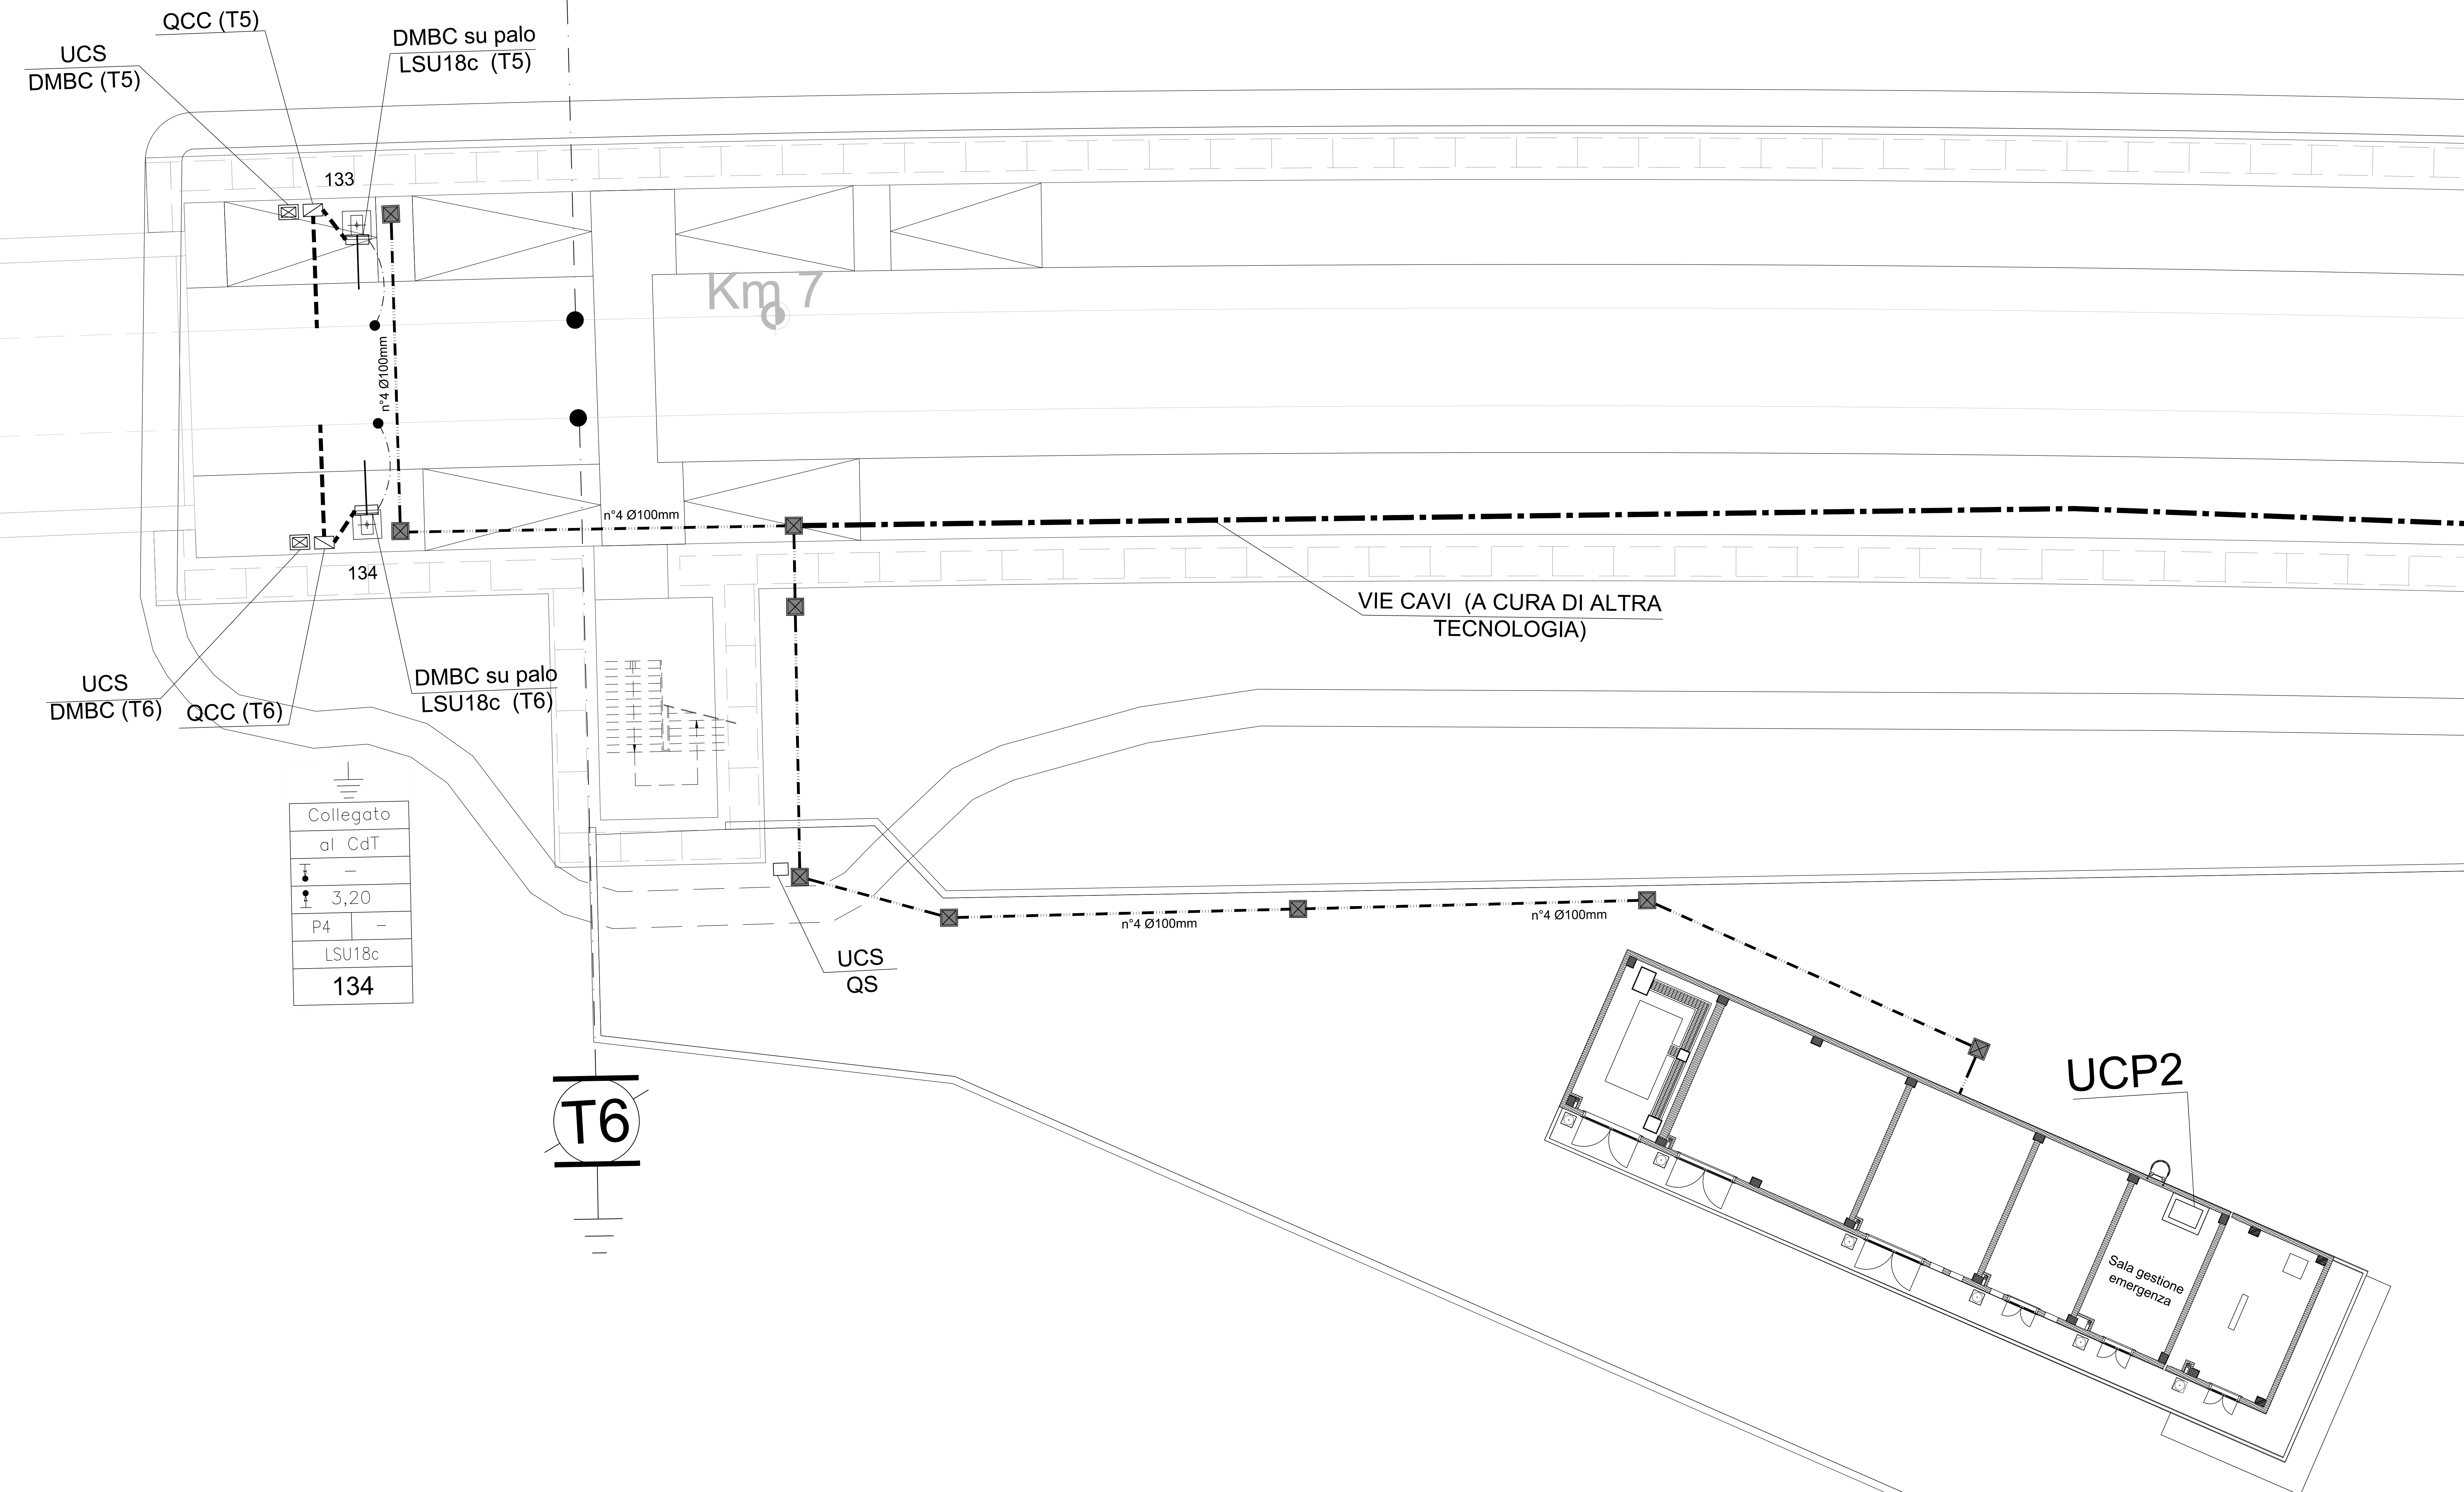 QCC (T5)
UCS
DMBC (T5)
DMBC su palo
LSU18c (T5)
133
Km 7
n°4 Ø100mm
n°4 Ø100mm
134
VIE CAVI (A CURA DI ALTRA
TECNOLOGIA)
UCS
DMBC (T6)
QCC (T6)
DMBC su palo
LSU18c (T6)
Collegato
al CdT
–
3,20
P4 –
LSU18c
134
n°4 Ø100mm
n°4 Ø100mm
UCS
QS
T6
UCP2
Sala gestione
emergenza